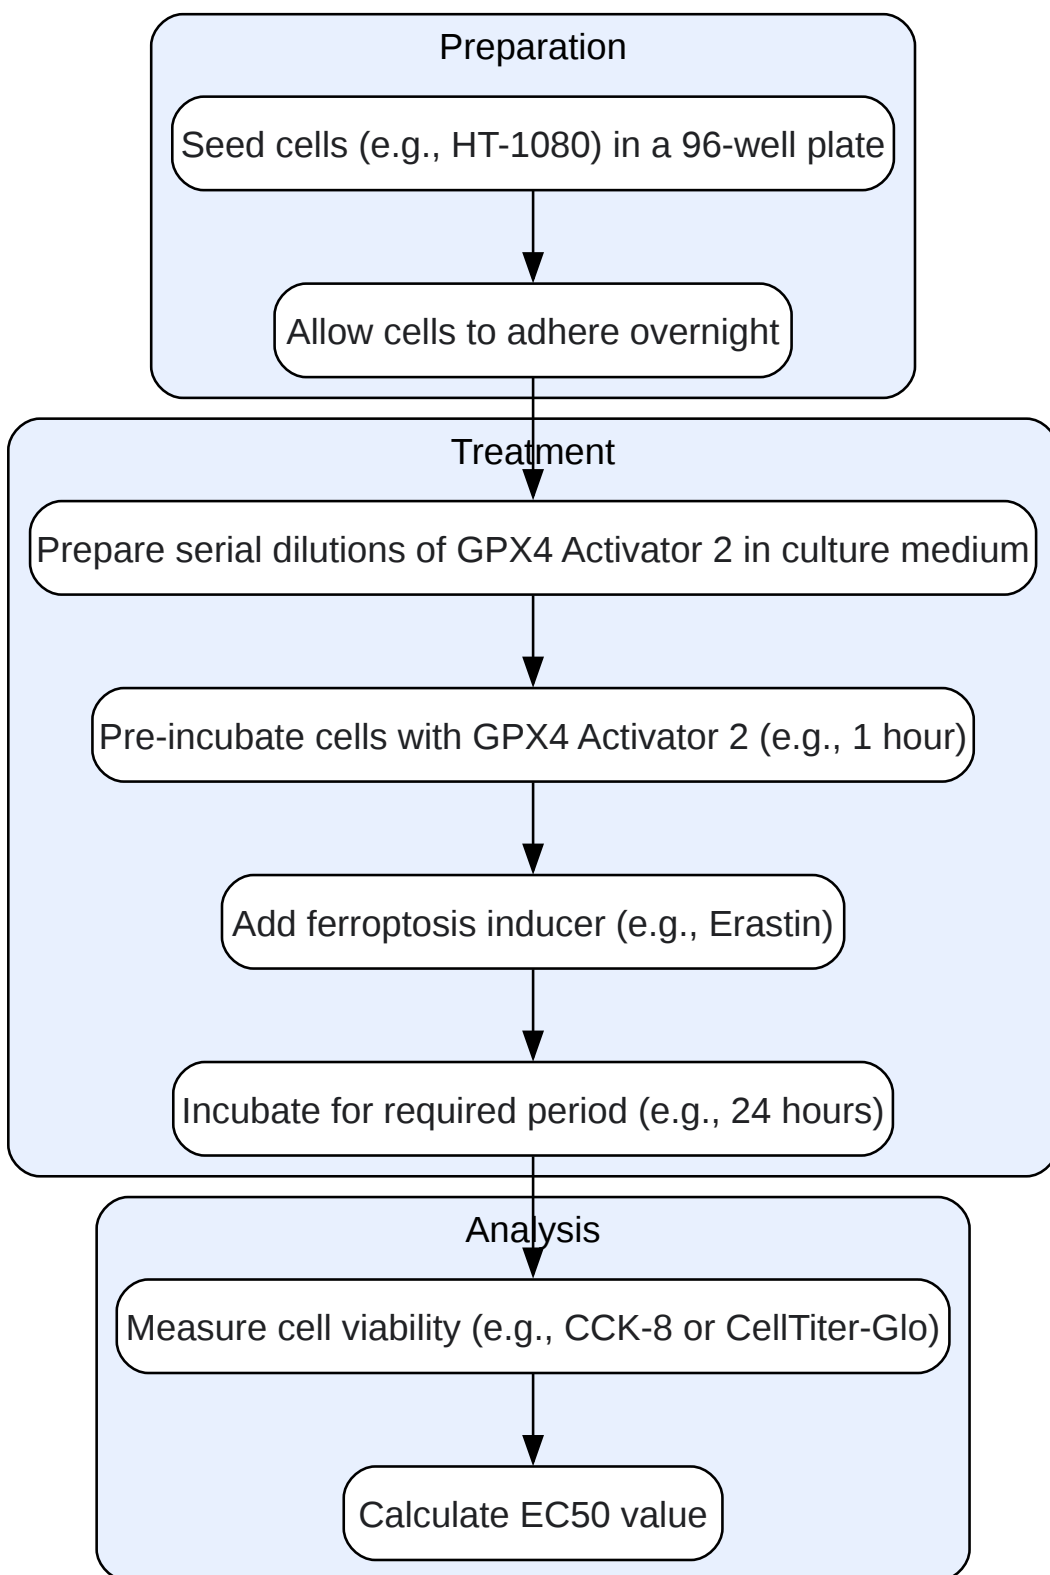 Preparation
Seed cells (e.g., HT-1080) in a 96-well plate
Allow cells to adhere overnight
Treatment
Prepare serial dilutions of GPX4 Activator 2 in culture medium
Pre-incubate cells with GPX4 Activator 2 (e.g., 1 hour)
Add ferroptosis inducer (e.g., Erastin)
Incubate for required period (e.g., 24 hours)
Analysis
Measure cell viability (e.g., CCK-8 or CellTiter-Glo)
Calculate EC50 value